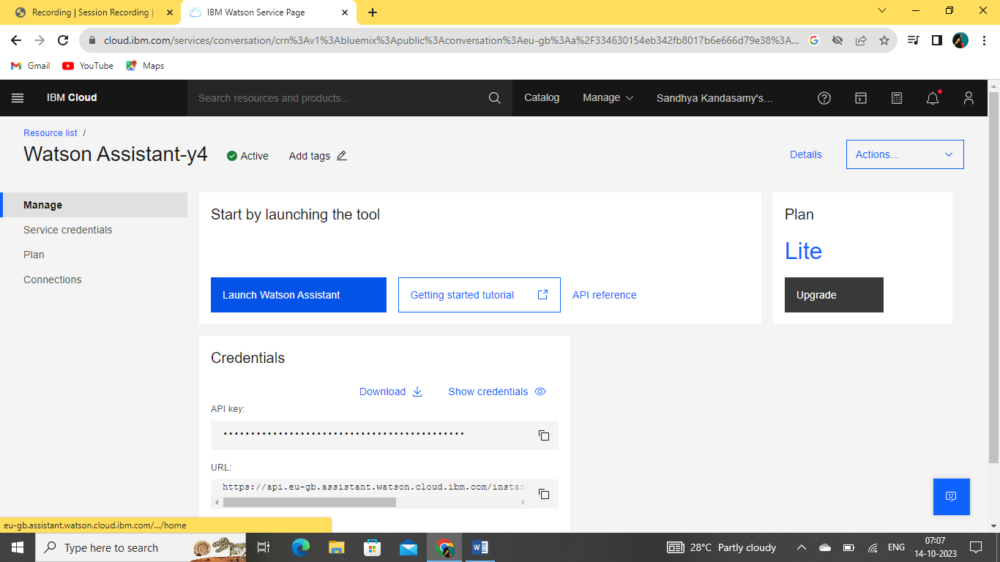 Recording | Session Recording |
IBM Watson Service Page
cloud.ibm.com/services/conversation/crn%3Av1%3Abluemix%3Apublic%3Aconversation%3Aeu-gb%3Aa%2F334630154eb342fb8017b6e666d79e38%3A...
Gmail YouTube Maps
IBM Cloud Search resources and products... Catalog Manage Sandhya Kandasamy's...
Resource list /
Watson Assistant-y4 Active Add tags Details Actions...
Manage
Service credentials
Plan
Connections
Start by launching the tool
Launch Watson Assistant Getting started tutorial API reference
Plan
Lite
Upgrade
Credentials
Download Show credentials
API key:
••••••••••••••••••••••••••••••••••••••••••••
URL:
https://api.eu-gb.assistant.watson.cloud.ibm.com/instan
eu-gb.assistant.watson.cloud.ibm.com/.../home
Type here to search 28°C Partly cloudy ENG 07:07
14-10-2023